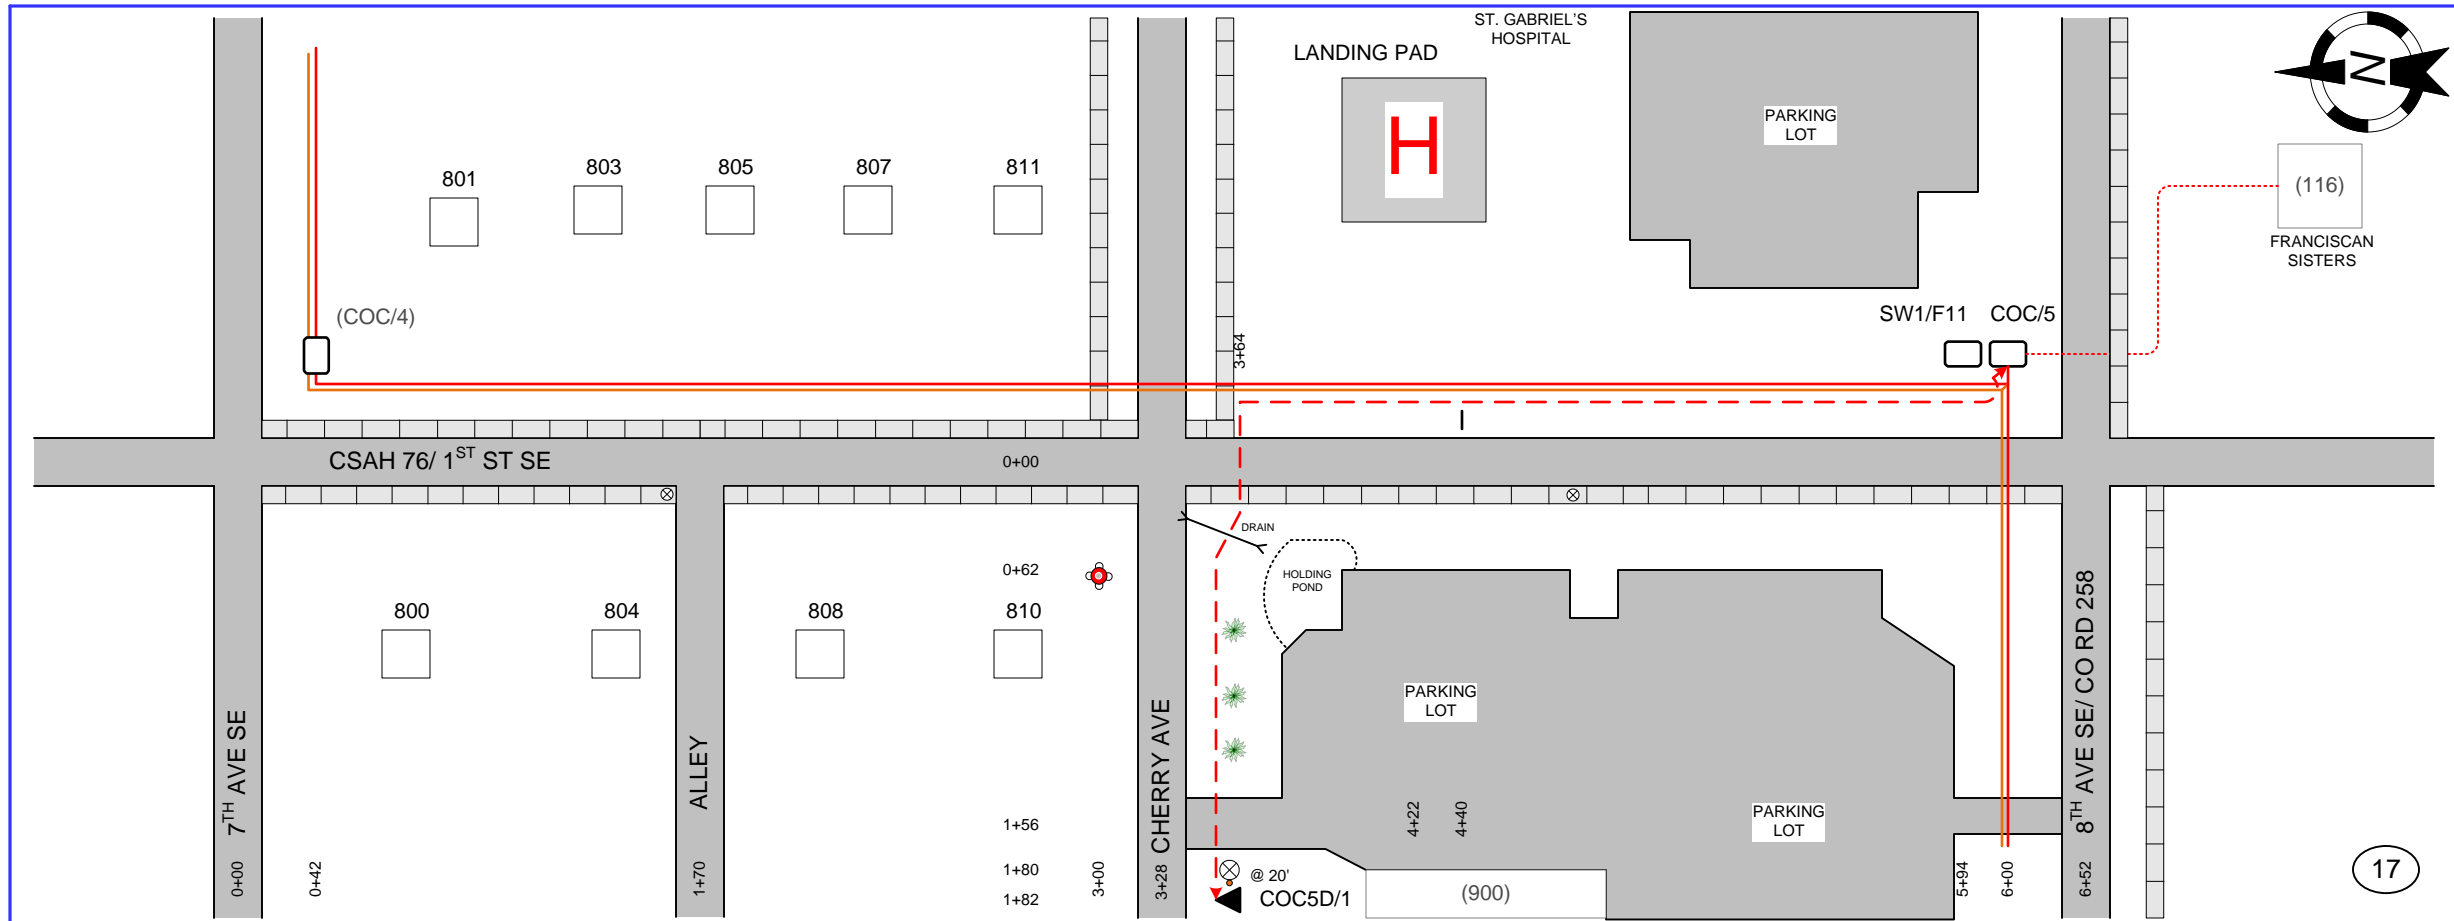 ST. GABRIEL'S
HOSPITAL
LANDING PAD
H
PARKING
LOT
N
801
803
805
807
811
(116)
FRANCISCAN
SISTERS
(COC/4)
SW1/F11
COC/5
3+64
CSAH 76/ 1ST ST SE
0+00
DRAIN
0+62
HOLDING
POND
800
804
808
810
PARKING
LOT
PARKING
LOT
7TH AVE SE
ALLEY
CHERRY AVE
8TH AVE SE/ CO RD 258
4+22
4+40
1+56
1+80
1+82
0+00
0+42
1+70
3+00
3+28
@ 20'
COC5D/1
(900)
5+94
6+00
6+52
17